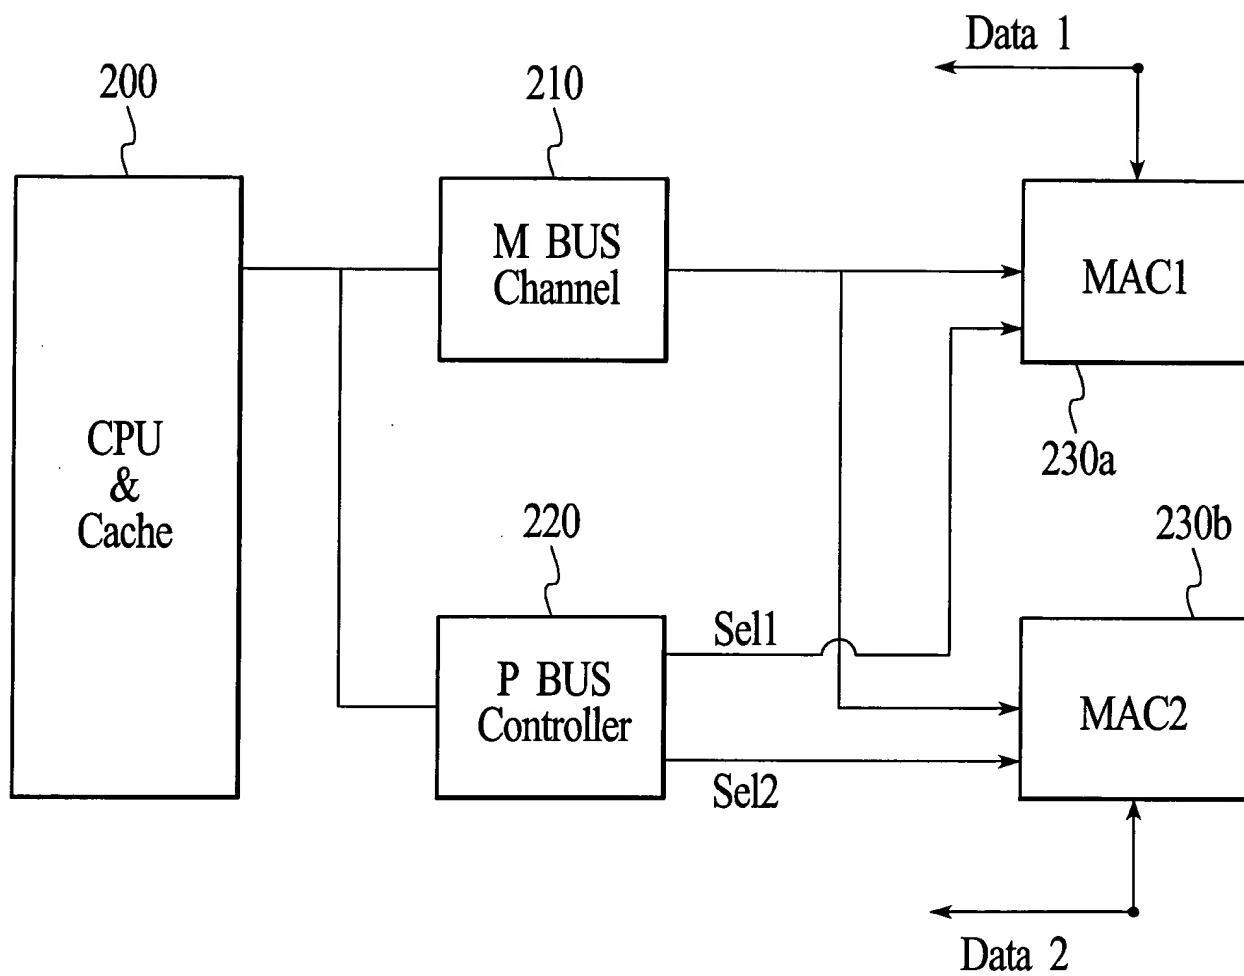 Data 1
200
210
M BUS
Channel
MAC1
CPU
&
Cache
230a
220
230b
Sel1
P BUS
Controller
MAC2
Sel2
Data 2